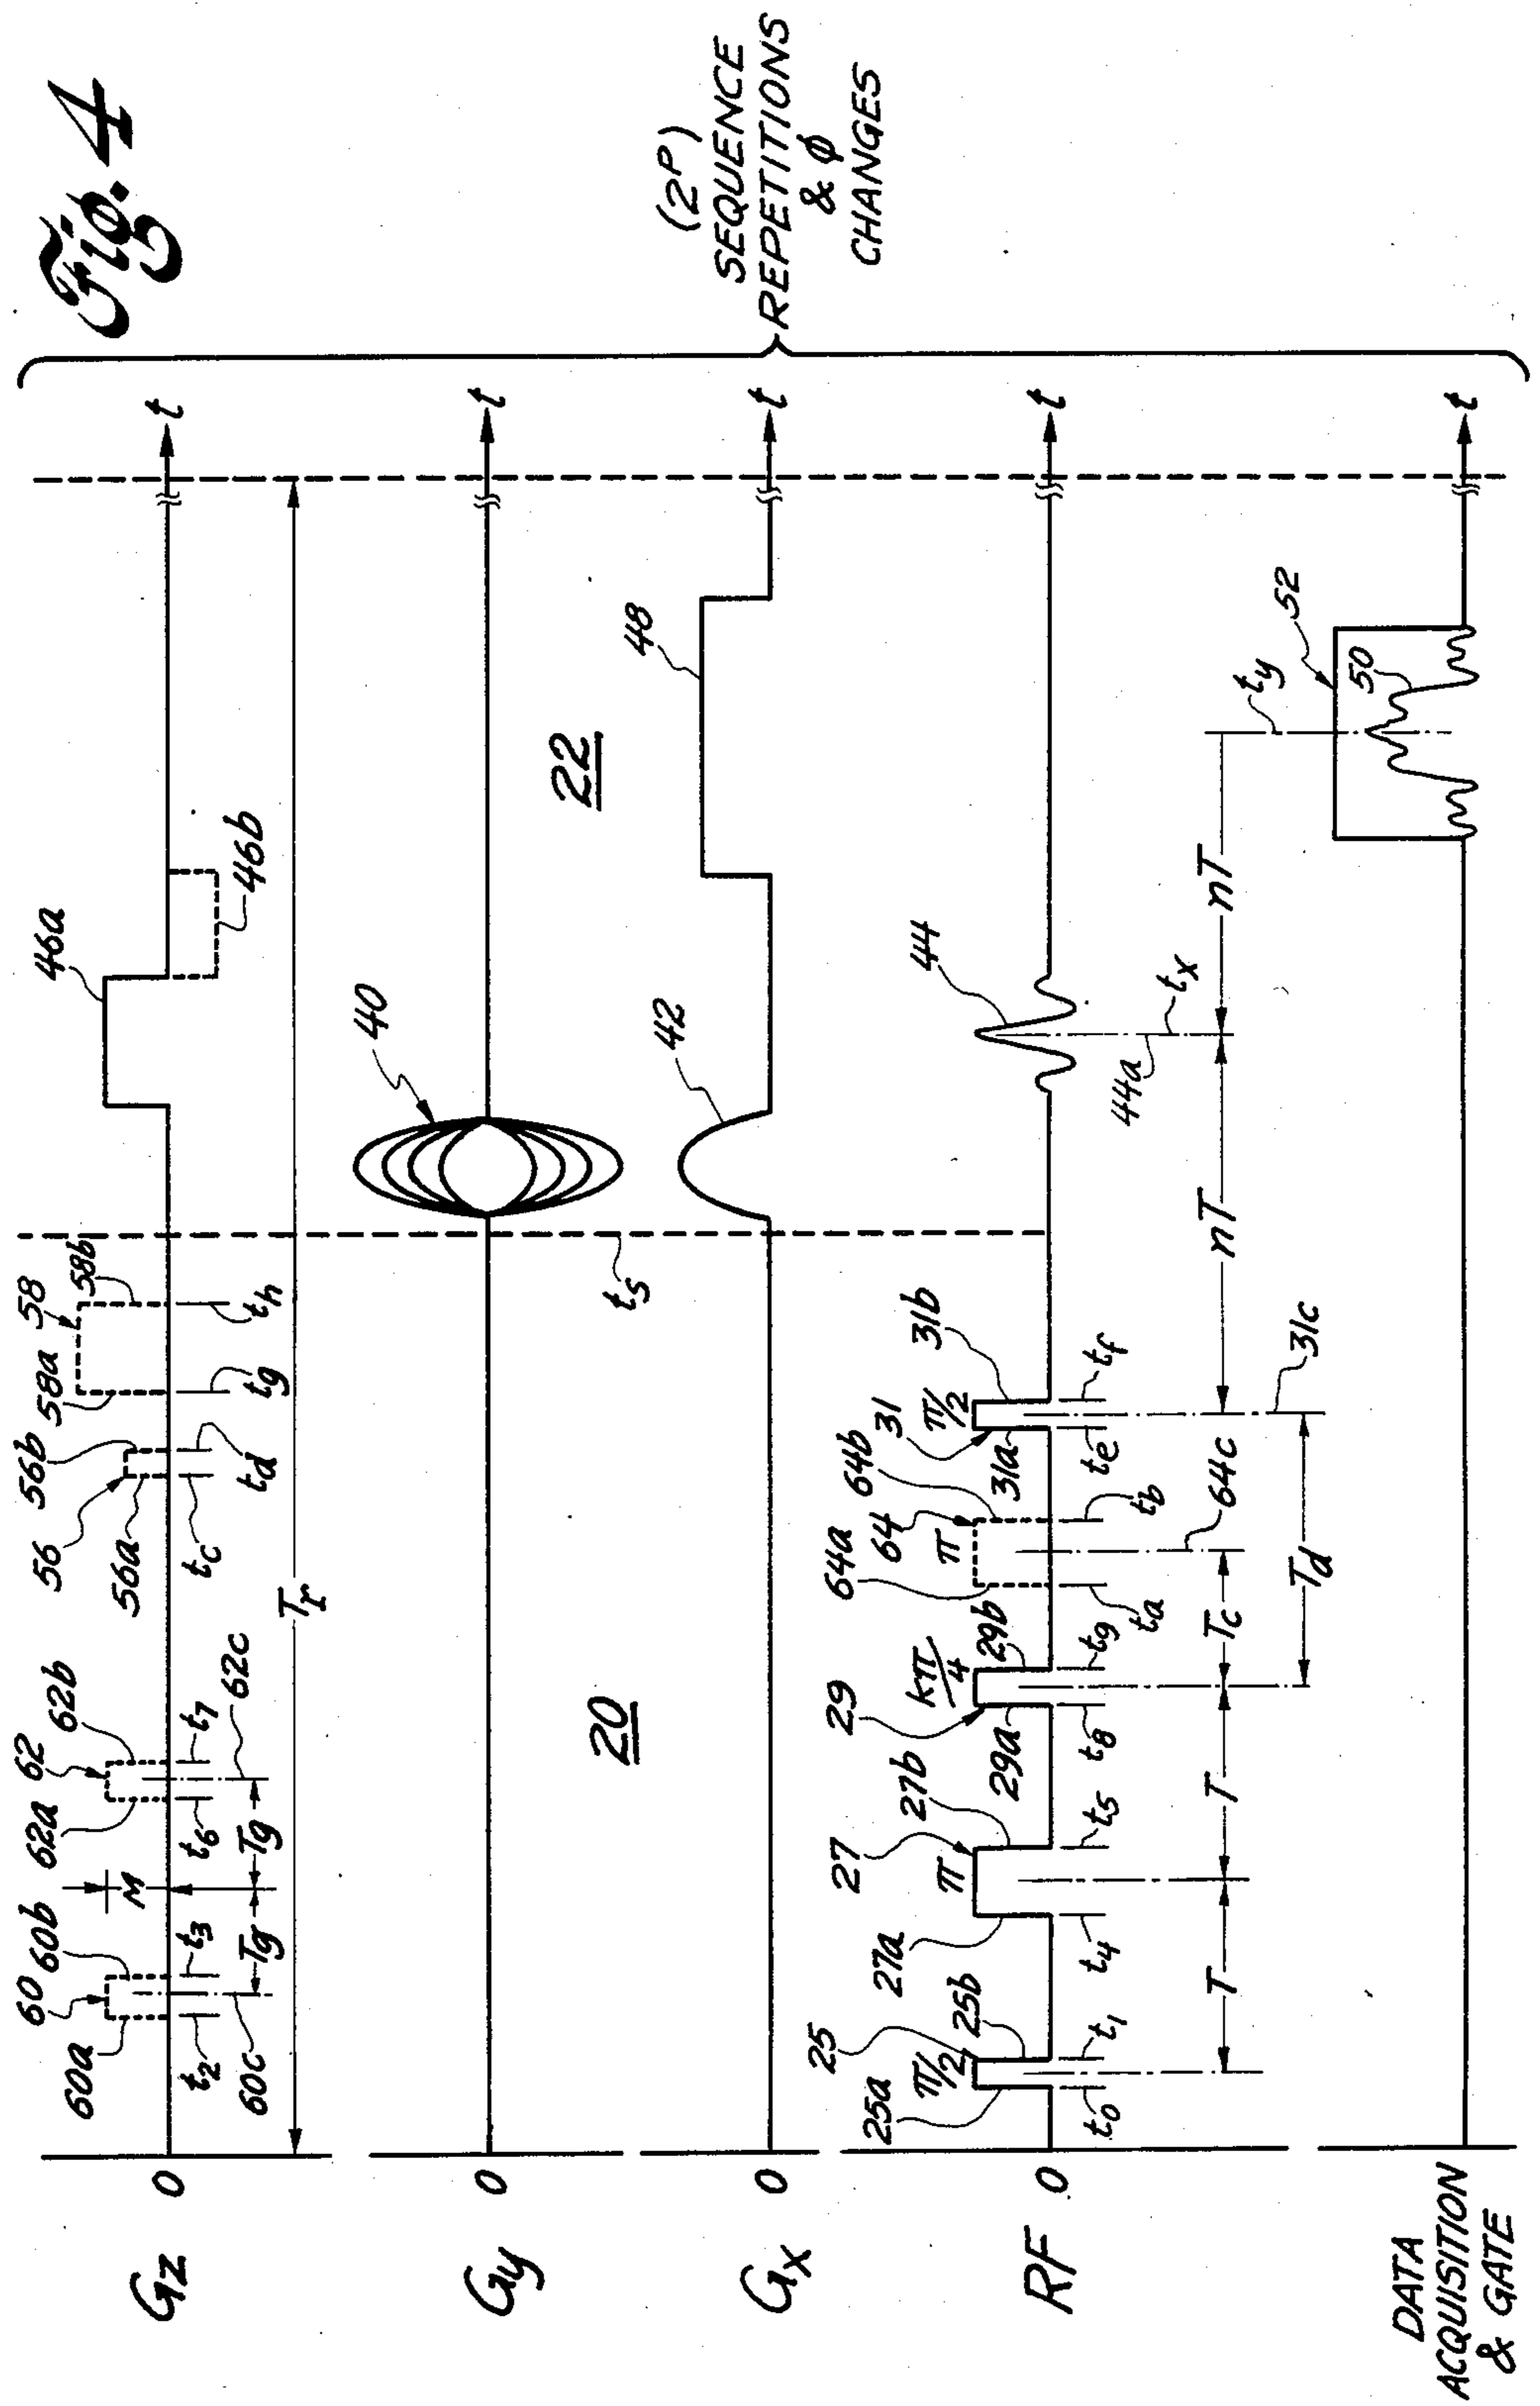 Fig. 4
Gz
0
60a
60
60b
M
62a
62
62b
56
56a
56b
58a
58
58b
46a
46b
t
t2
t3
t6
t7
tc
td
tg
th
60c
Tg
Tg
62c
Tr
Gy
0
40
t
20
ts
22
Gx
0
42
48
t
(2P)
SEQUENCE
REPETITIONS
& φ
CHANGES
RF
0
25a
π/2
25
25b
27a
π
27
27b
29a
29
kπ/4
29b
64a
π
64
64b
31a
31
π/2
31b
44
t
t0
t1
t4
t5
t8
t9
ta
tb
te
tf
44a
tx
T
T
Tc
64c
nT
nT
Td
31c
ty
DATA
ACQUISITION
& GATE
50
52
t